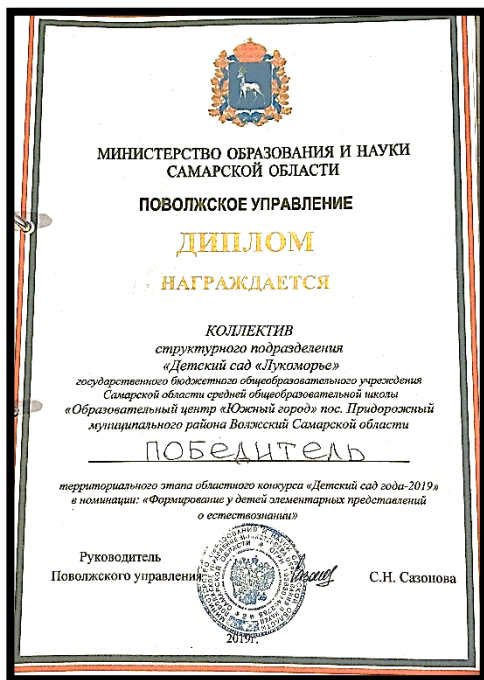 МИНИСТЕРСТВО ОБРАЗОВАНИЯ И НАУКИ
САМАРСКОЙ ОБЛАСТИ
ПОВОЛЖСКОЕ УПРАВЛЕНИЕ
ДИПЛОМ
НАГРАЖДАЕТСЯ
КОЛЛЕКТИВ
структурного подразделения
«Детский сад «Лукоморье»
государственного бюджетного общеобразовательного учреждения
Самарской области средней общеобразовательной школы
«Образовательный центр «Южный город» пос. Придорожный
муниципального района Волжский Самарской области
ПОБЕДИТЕЛЬ
территориального этапа областного конкурса «Детский сад года-2019»
в номинации: «Формирование у детей элементарных представлений
о естествознании»
Руководитель
Поволжского управления
С.Н. Сазонова
2019г.